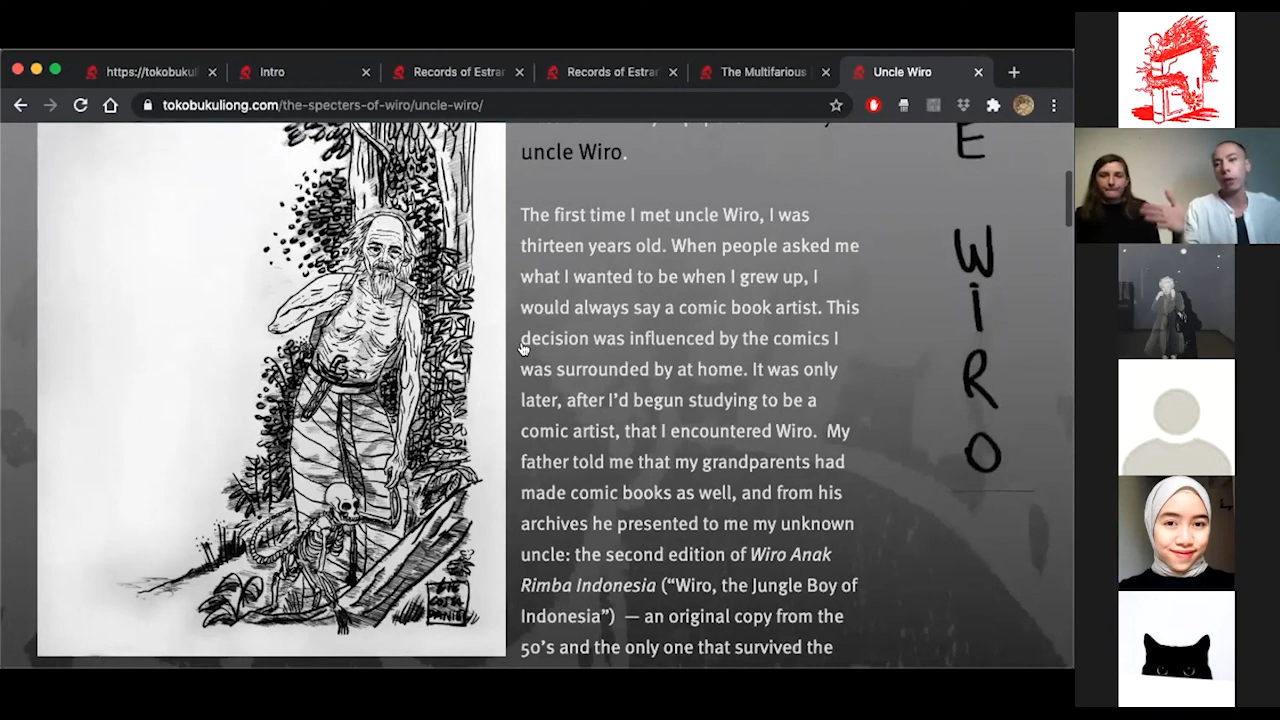 https://tokobukul
Intro
Records of Estra
Records of Estra
The Multifarious
Uncle Wiro
tokobukuliong.com/the-specters-of-wiro/uncle-wiro/
uncle Wiro.
The first time I met uncle Wiro, I was
thirteen years old. When people asked me
what I wanted to be when I grew up, I
would always say a comic book artist. This
decision was influenced by the comics I
was surrounded by at home. It was only
later, after I’d begun studying to be a
comic artist, that I encountered Wiro.  My
father told me that my grandparents had
made comic books as well, and from his
archives he presented to me my unknown
uncle: the second edition of Wiro Anak
Rimba Indonesia (“Wiro, the Jungle Boy of
Indonesia”)  — an original copy from the
50’s and the only one that survived the
E
WiRO